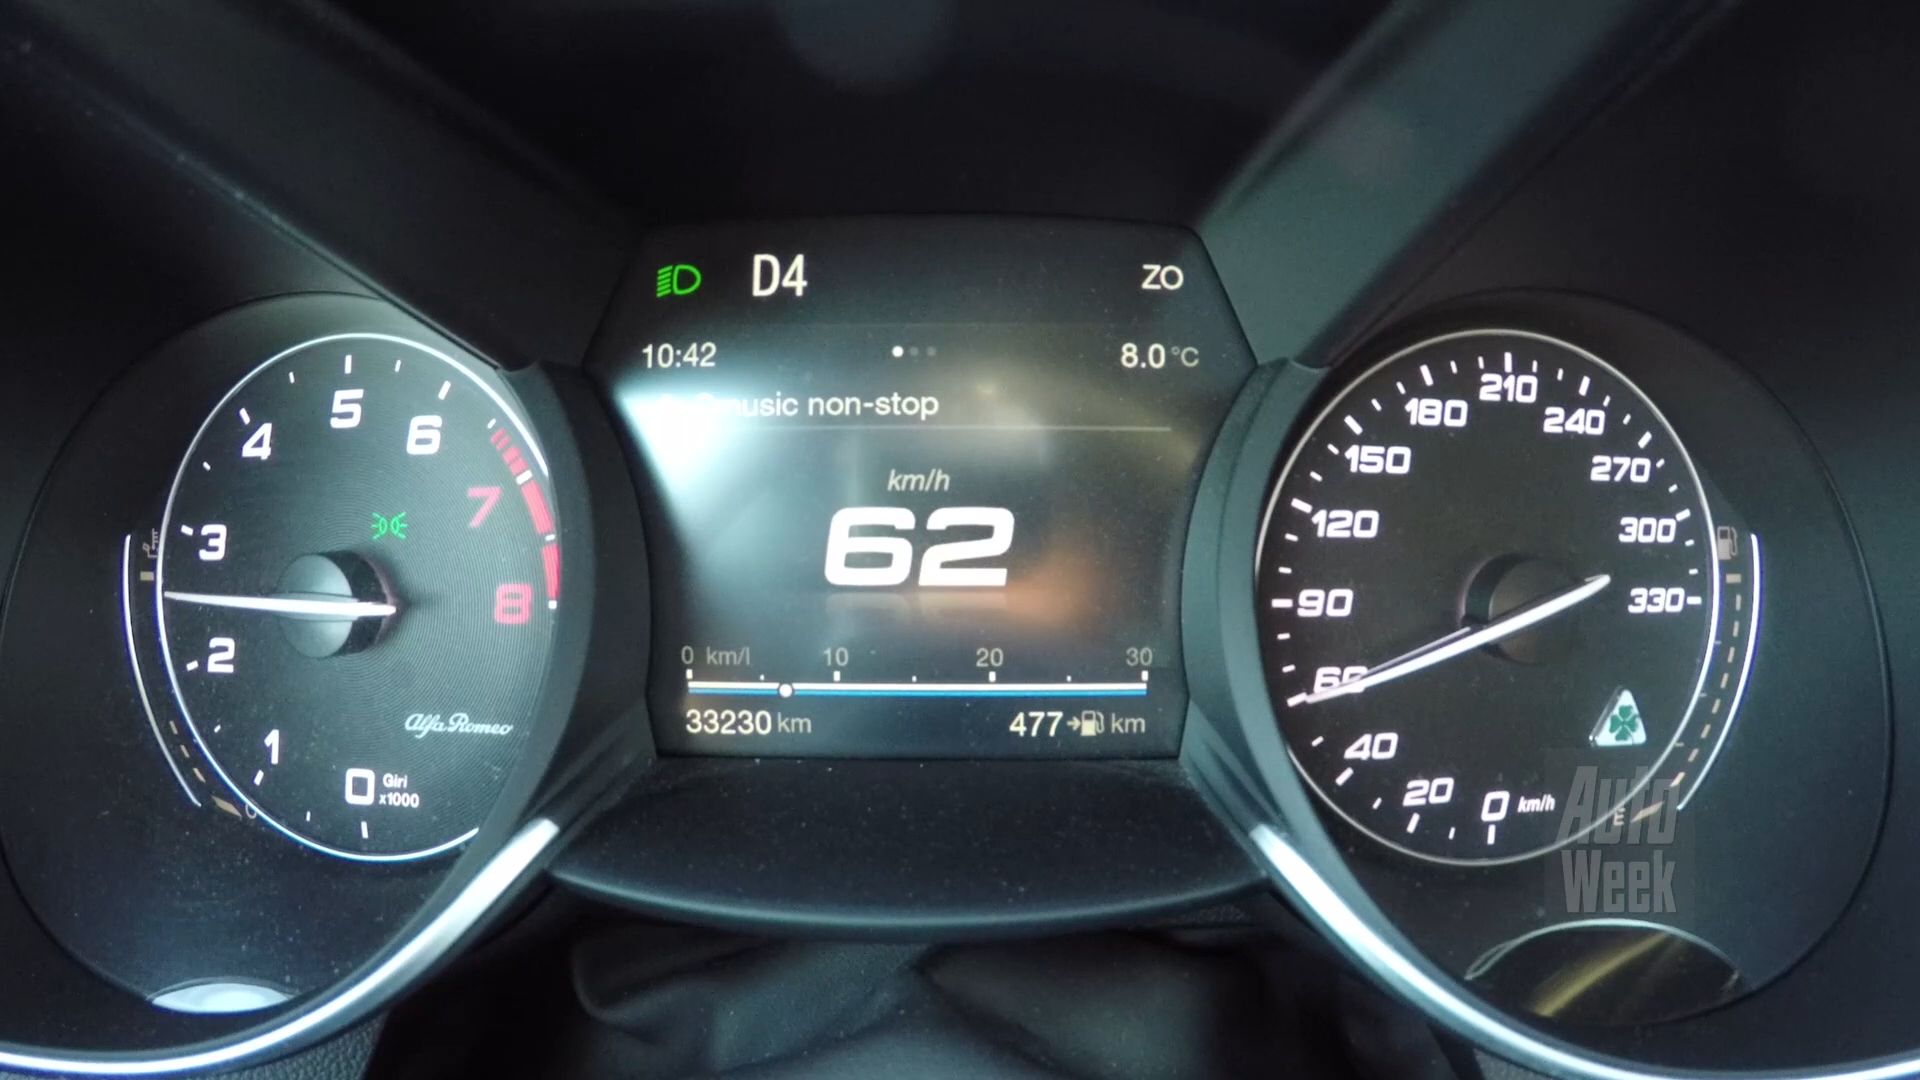 D4 ZO
10:42 8.0 °C
music non-stop
km/h
62
0 km/l 10 20 30
33230 km 477 km
0 1 2 3 4 5 6 7 8
Giri
x1000
Alfa Romeo
0 20 40 60 90 120 150 180 210 240 270 300 330
km/h
E
Auto
Week